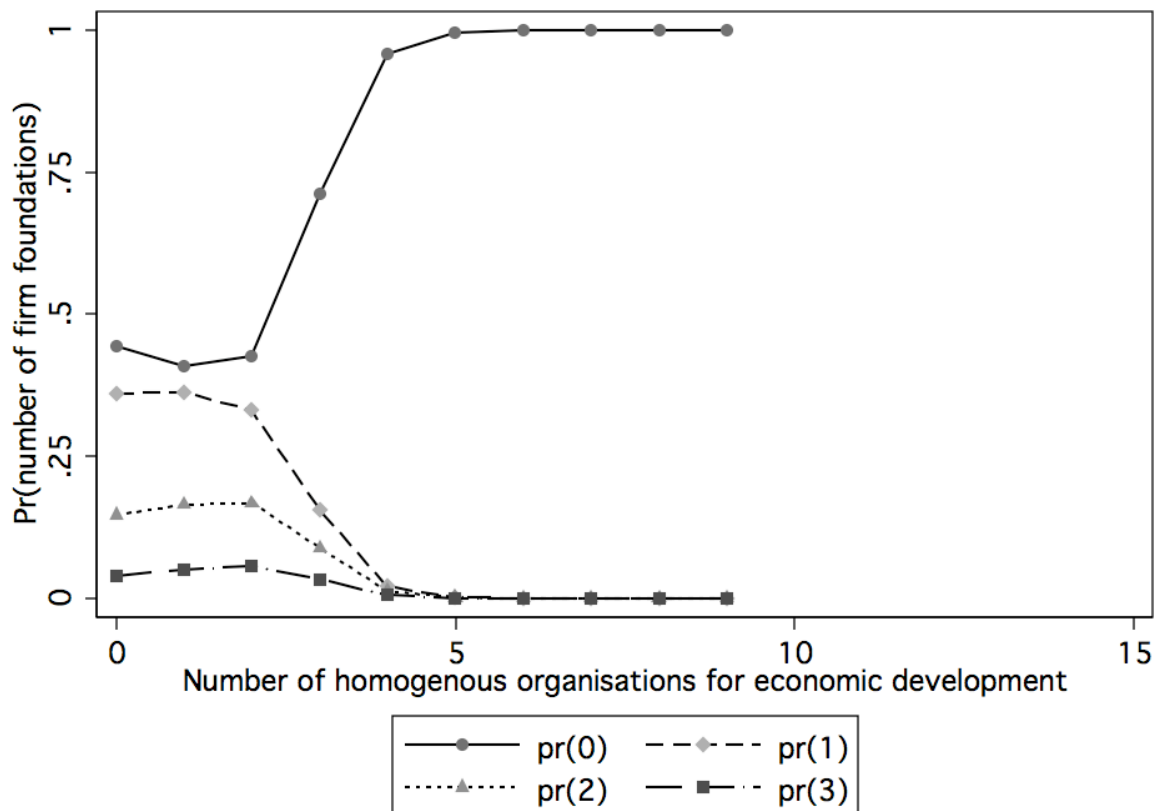 Pr(number of firm foundations)
1
.75
.5
.25
0
0 5 10 15
Number of homogenous organisations for economic development
pr(0) pr(1)
pr(2) pr(3)